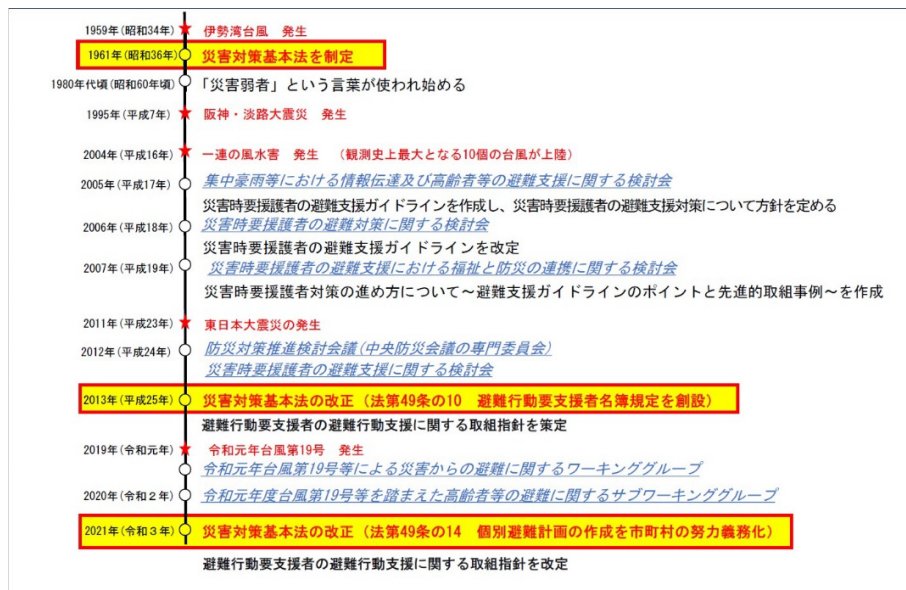 1959年(昭和34年) ★ 伊勢湾台風 発生
1961年(昭和36年) 災害対策基本法を制定
1980年代頃(昭和60年頃) 「災害弱者」という言葉が使われ始める
1995年(平成7年) ★ 阪神・淡路大震災 発生
2004年(平成16年) ★ 一連の風水害 発生 (観測史上最大となる10個の台風が上陸)
2005年(平成17年) 集中豪雨等における情報伝達及び高齢者等の避難支援に関する検討会
災害時要援護者の避難支援ガイドラインを作成し、災害時要援護者の避難支援対策について方針を定める
2006年(平成18年) 災害時要援護者の避難対策に関する検討会
災害時要援護者の避難支援ガイドラインを改定
2007年(平成19年) 災害時要援護者の避難支援における福祉と防災の連携に関する検討会
災害時要援護者対策の進め方について～避難支援ガイドラインのポイントと先進的取組事例～を作成
2011年(平成23年) ★ 東日本大震災の発生
2012年(平成24年) 防災対策推進検討会議(中央防災会議の専門委員会)
災害時要援護者の避難支援に関する検討会
2013年(平成25年) 災害対策基本法の改正（法第49条の10 避難行動要支援者名簿規定を創設）
避難行動要支援者の避難行動支援に関する取組指針を策定
2019年(令和元年) ★ 令和元年台風第19号 発生
令和元年台風第19号等による災害からの避難に関するワーキンググループ
2020年(令和２年) 令和元年度台風第19号等を踏まえた高齢者等の避難に関するサブワーキンググループ
2021年(令和３年) 災害対策基本法の改正（法第49条の14 個別避難計画の作成を市町村の努力義務化）
避難行動要支援者の避難行動支援に関する取組指針を改定